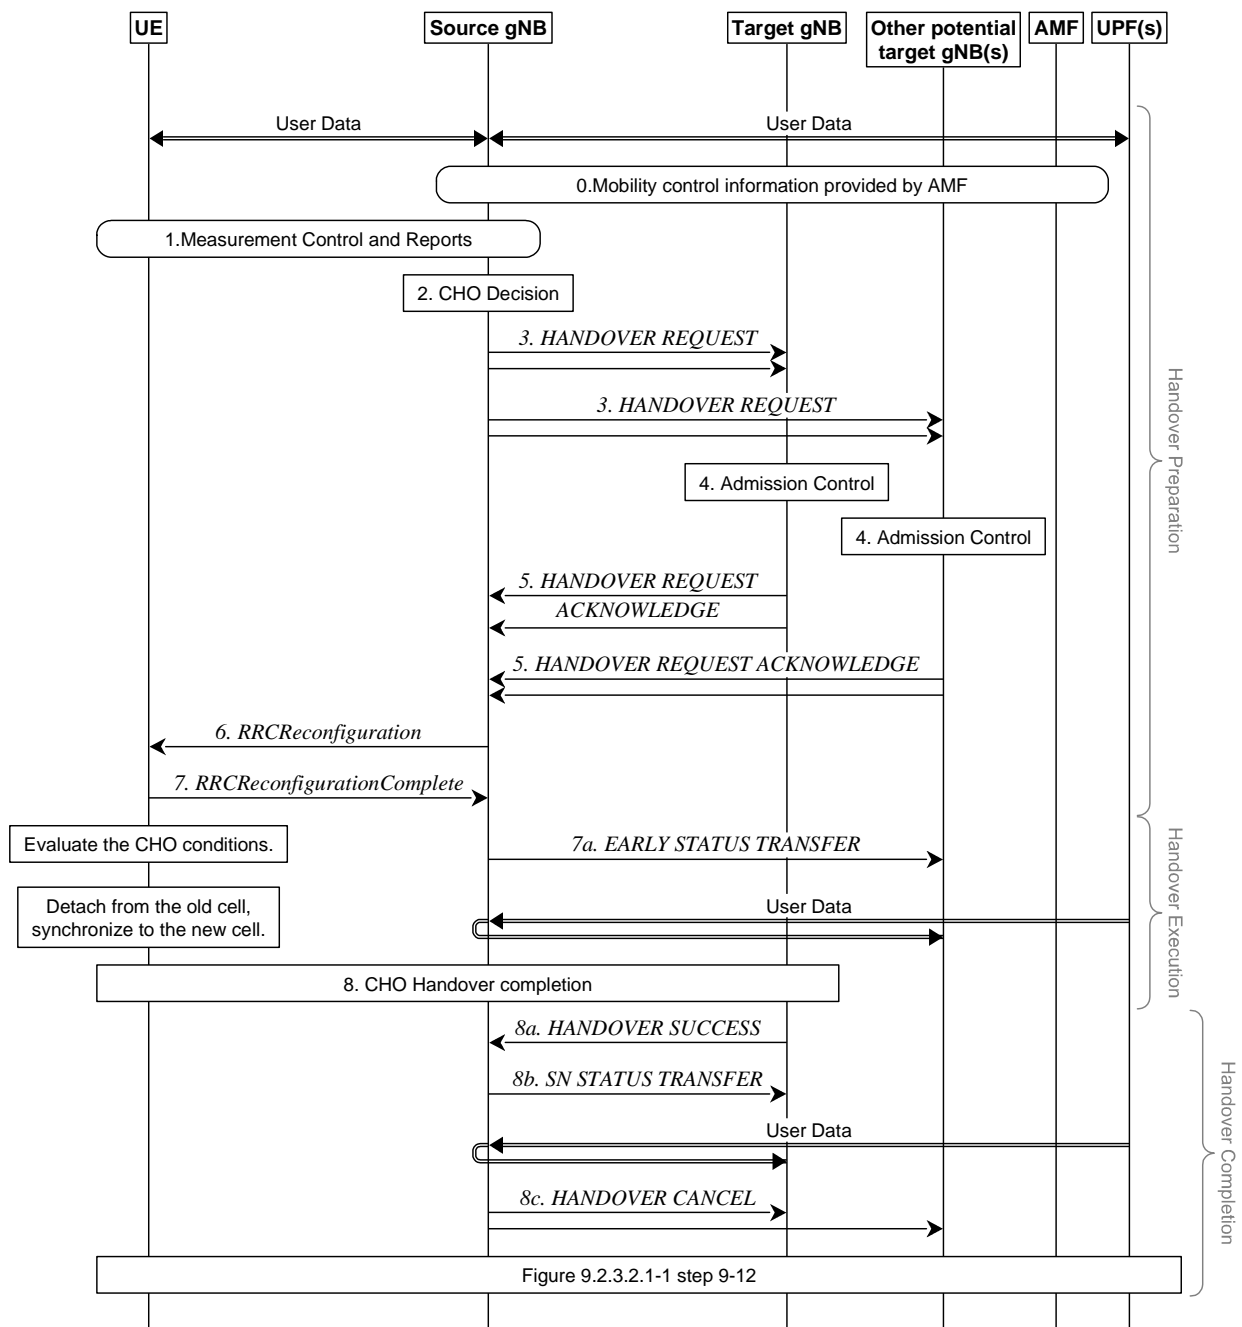 UE
Source gNB
Target gNB
Other potential
target gNB(s)
AMF
UPF(s)
User Data
User Data
0.Mobility control information provided by AMF
1.Measurement Control and Reports
2. CHO Decision
3. HANDOVER REQUEST
3. HANDOVER REQUEST
Handover Preparation
4. Admission Control
4. Admission Control
5. HANDOVER REQUEST
ACKNOWLEDGE
5. HANDOVER REQUEST ACKNOWLEDGE
6. RRCReconfiguration
7. RRCReconfigurationComplete
Evaluate the CHO conditions.
7a. EARLY STATUS TRANSFER
Handover Execution
Detach from the old cell,
synchronize to the new cell.
User Data
8. CHO Handover completion
8a. HANDOVER SUCCESS
8b. SN STATUS TRANSFER
User Data
Handover Completion
8c. HANDOVER CANCEL
Figure 9.2.3.2.1-1 step 9-12